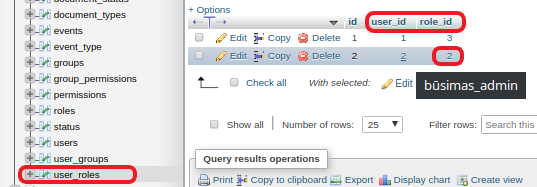 document_status
document_types
events
event_type
groups
group_permissions
permissions
roles
status
users
user_groups
user_roles
+ Options
id user_id role_id
Edit Copy Delete 1 1 3
Edit Copy Delete 2 2 2
Check all With selected: Edit
būsimas_admin
Show all Number of rows: 25 Filter rows: Search this
Query results operations
Print Copy to clipboard Export Display chart Create view